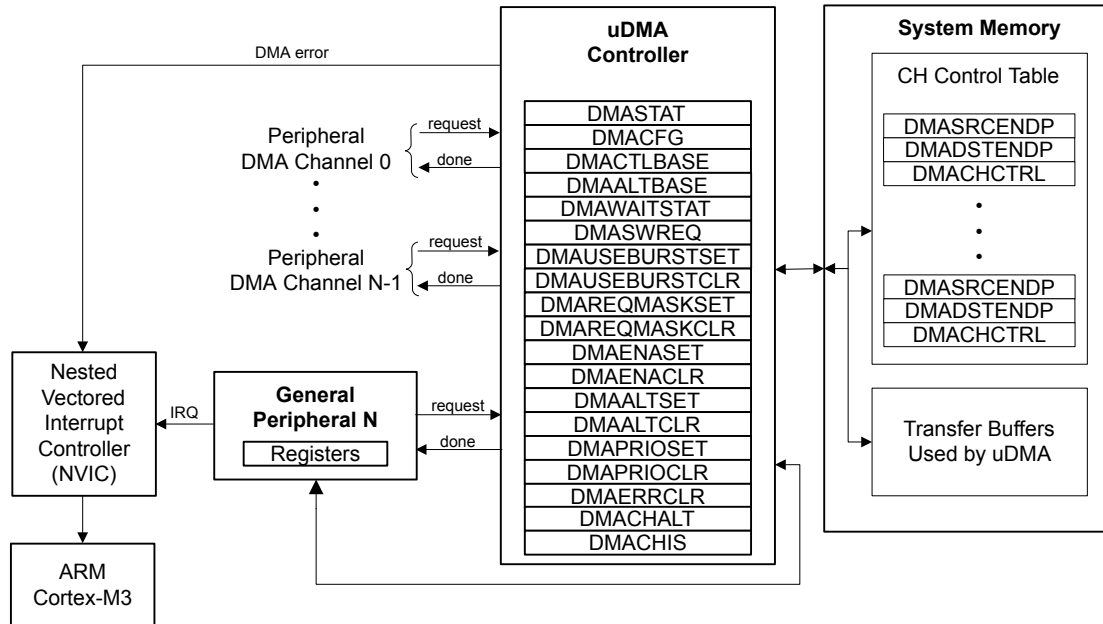 uDMA
Controller
DMASTAT
DMACFG
DMACTLBASE
DMAALTBASE
DMAWAITSTAT
DMASWREQ
DMAUSEBURSTSET
DMAUSEBURSTCLR
DMAREQMASKSET
DMAREQMASKCLR
DMAENASET
DMAENACLR
DMAALTSET
DMAALTCLR
DMAPRIOSET
DMAPRIOCLR
DMAERRCLR
DMACHALT
DMACHIS
DMA error
Peripheral
DMA Channel 0
request
done
•
•
•
Peripheral
DMA Channel N-1
request
done
Nested
Vectored
Interrupt
Controller
(NVIC)
IRQ
General
Peripheral N
Registers
request
done
ARM
Cortex-M3
System Memory
CH Control Table
DMASRCENDP
DMADSTENDP
DMACHCTRL
•
•
•
DMASRCENDP
DMADSTENDP
DMACHCTRL
Transfer Buffers
Used by uDMA